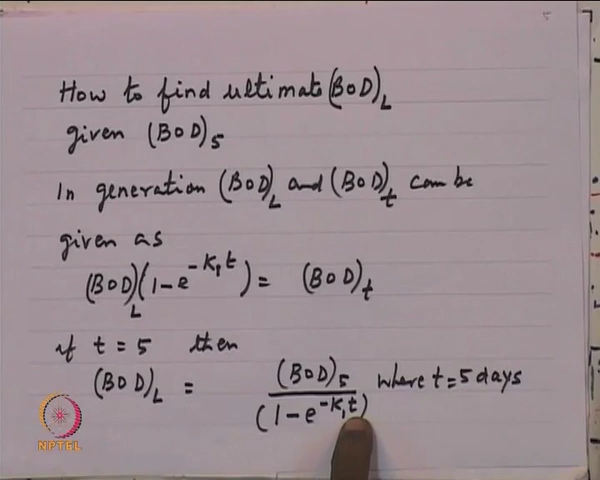 How to find ultimate (BOD)L
given (BOD)5
In generation (BOD)L and (BOD)t can be
given as
(BOD)L(1-e^-K1t) = (BOD)t
if t = 5 then
(BOD)L = (BOD)5 / (1-e^-K1t) where t=5 days
NPTEL